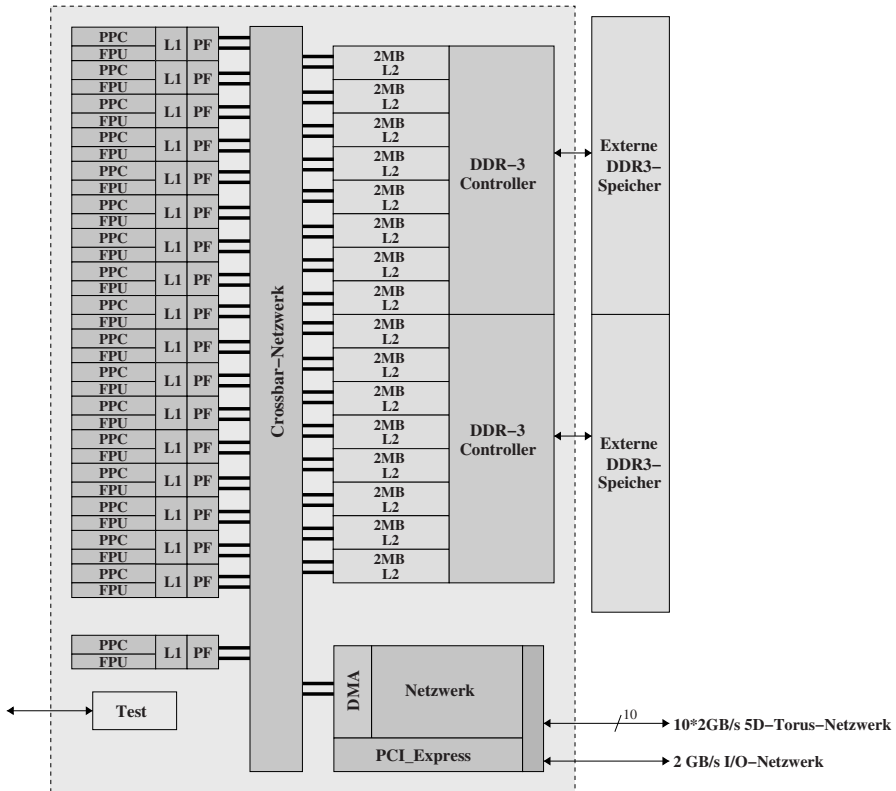 PPC
L1 PF
FPU
PPC
L1 PF
FPU
PPC
L1 PF
FPU
PPC
L1 PF
FPU
PPC
L1 PF
FPU
PPC
L1 PF
FPU
PPC
L1 PF
FPU
PPC
L1 PF
FPU
PPC
L1 PF
FPU
PPC
L1 PF
FPU
PPC
L1 PF
FPU
PPC
L1 PF
FPU
PPC
L1 PF
FPU
PPC
L1 PF
FPU
PPC
L1 PF
FPU
PPC
L1 PF
FPU
PPC
L1 PF
FPU
PPC
L1 PF
FPU
Test
Crossbar-Netzwerk
2MB
L2
2MB
L2
2MB
L2
2MB
L2
2MB
L2
2MB
L2
2MB
L2
2MB
L2
2MB
L2
2MB
L2
2MB
L2
2MB
L2
2MB
L2
2MB
L2
2MB
L2
2MB
L2
DDR-3
Controller
DDR-3
Controller
Externe
DDR3-
Speicher
Externe
DDR3-
Speicher
DMA
Netzwerk
PCI_Express
10
10*2GB/s 5D-Torus-Netzwerk
2 GB/s I/O-Netzwerk